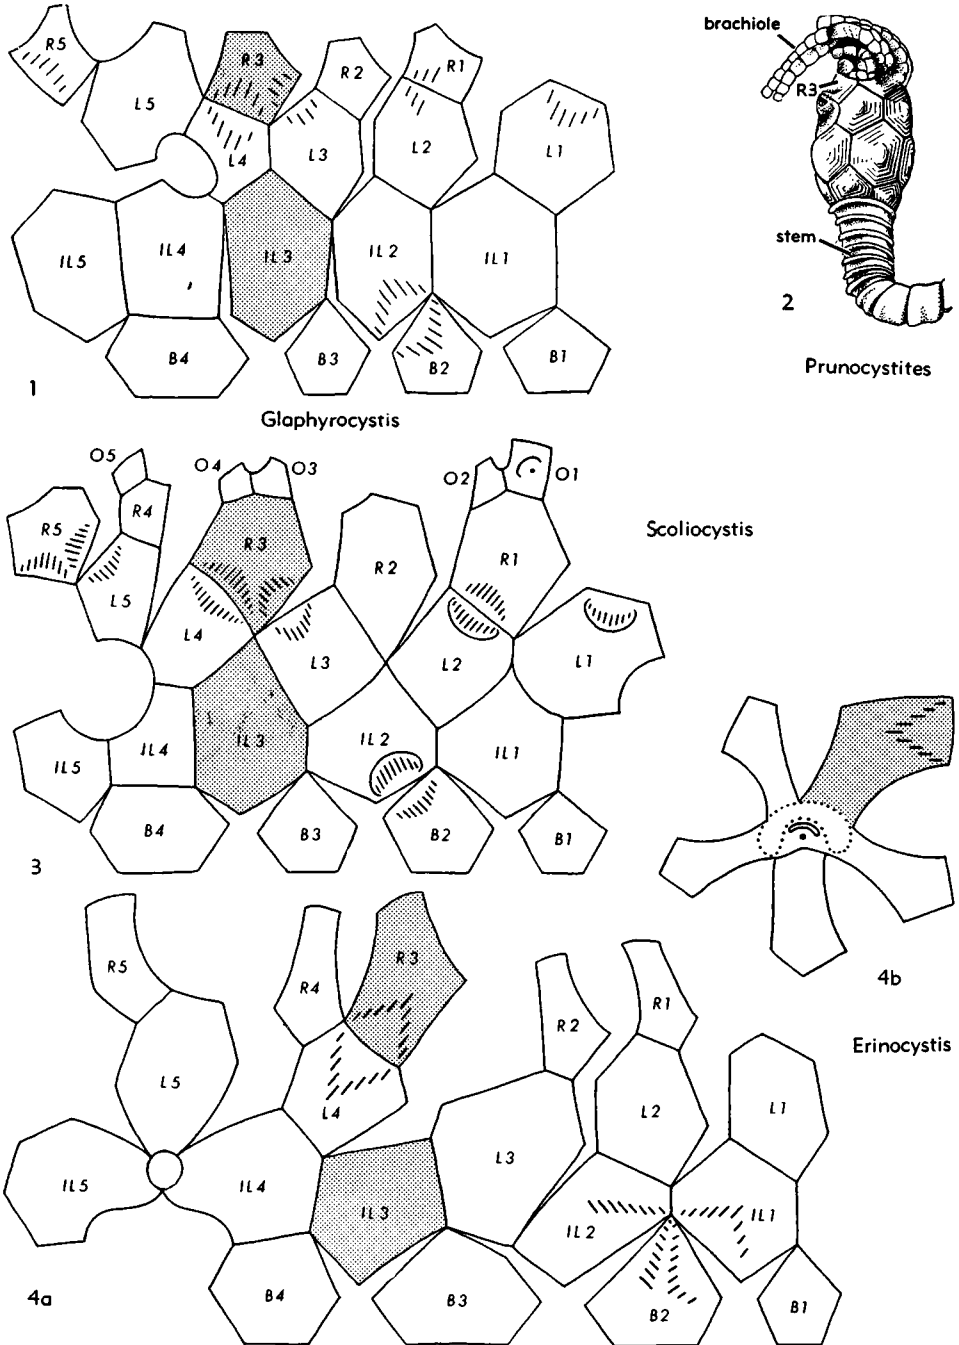 R5
L5
R3
R2
R1
L4
L3
L2
L1
IL5
IL4
IL3
IL2
IL1
B4
B3
B2
B1
1
Glaphyrocystis
brachiole
R3
stem
2
Prunocystites
O5
O4
O3
O2
O1
R5
R4
R3
R2
R1
L5
L4
L3
L2
L1
IL5
IL4
IL3
IL2
IL1
B4
B3
B2
B1
3
Scoliocystis
4b
Erinocystis
R5
R4
R3
R2
R1
L5
L4
L3
L2
L1
IL5
IL4
IL3
IL2
IL1
B4
B3
B2
B1
4a